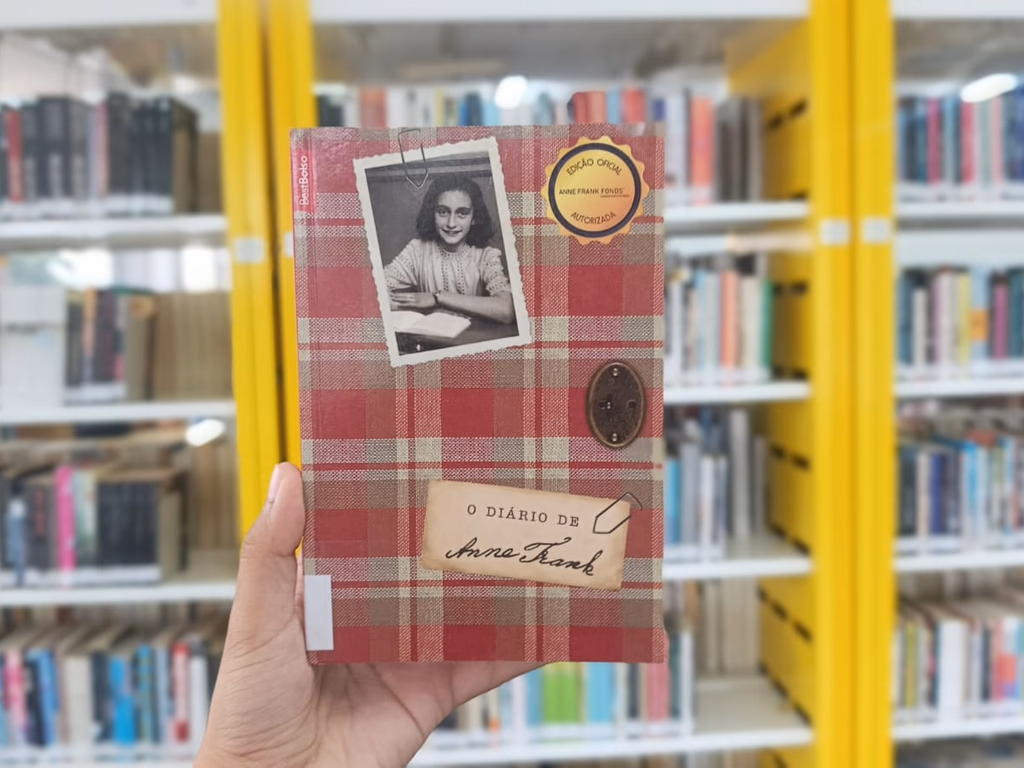 BestBolso
EDIÇÃO OFICIAL
ANNE FRANK FONDS
AUTORIZADA
O DIÁRIO DE
Anne Frank